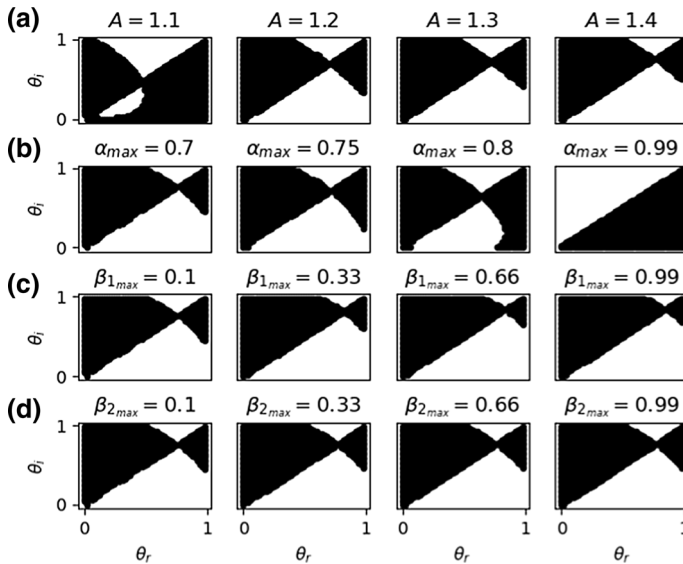 (a) A = 1.1 A = 1.2 A = 1.3 A = 1.4
1
θᵢ
0
(b) αₘₐₓ = 0.7 αₘₐₓ = 0.75 αₘₐₓ = 0.8 αₘₐₓ = 0.99
1
θᵢ
0
(c) β₁ₘₐₓ = 0.1 β₁ₘₐₓ = 0.33 β₁ₘₐₓ = 0.66 β₁ₘₐₓ = 0.99
1
θᵢ
0
(d) β₂ₘₐₓ = 0.1 β₂ₘₐₓ = 0.33 β₂ₘₐₓ = 0.66 β₂ₘₐₓ = 0.99
1
θᵢ
0
0 1 0 1 0 1 0 1
θᵣ θᵣ θᵣ θᵣ